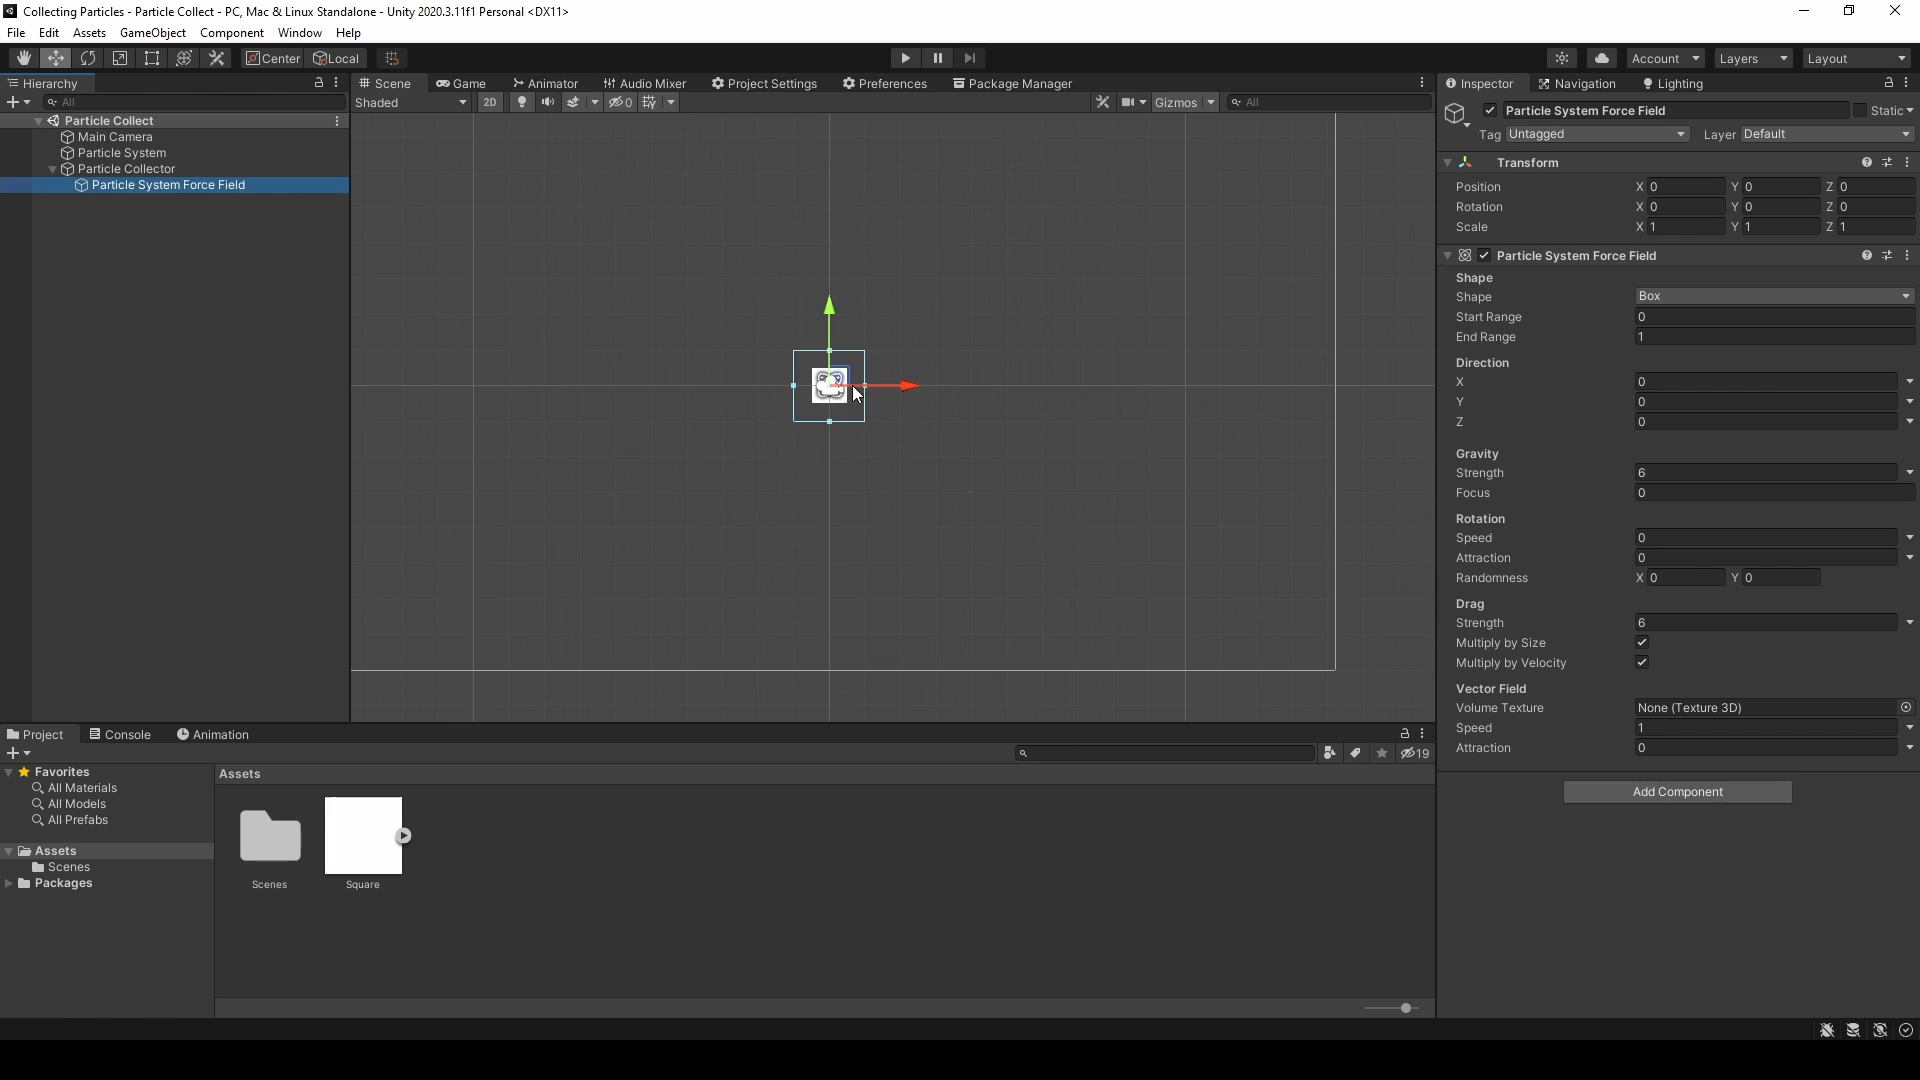 Collecting Particles - Particle Collect - PC, Mac & Linux Standalone - Unity 2020.3.11f1 Personal <DX11>
File Edit Assets GameObject Component Window Help
Center Local Account Layers Layout
Hierarchy
All
Particle Collect
Main Camera
Particle System
Particle Collector
Particle System Force Field
Scene Game Animator Audio Mixer Project Settings Preferences Package Manager
Shaded 2D 0 Gizmos All
Inspector Navigation Lighting
Particle System Force Field Static
Tag Untagged Layer Default
Transform
Position X 0 Y 0 Z 0
Rotation X 0 Y 0 Z 0
Scale X 1 Y 1 Z 1
Particle System Force Field
Shape
Shape Box
Start Range 0
End Range 1
Direction
X 0
Y 0
Z 0
Gravity
Strength 6
Focus 0
Rotation
Speed 0
Attraction 0
Randomness X 0 Y 0
Drag
Strength 6
Multiply by Size
Multiply by Velocity
Vector Field
Volume Texture None (Texture 3D)
Speed 1
Attraction 0
Add Component
Project Console Animation
19
Favorites
All Materials
All Models
All Prefabs
Assets
Scenes
Packages
Assets
Scenes Square